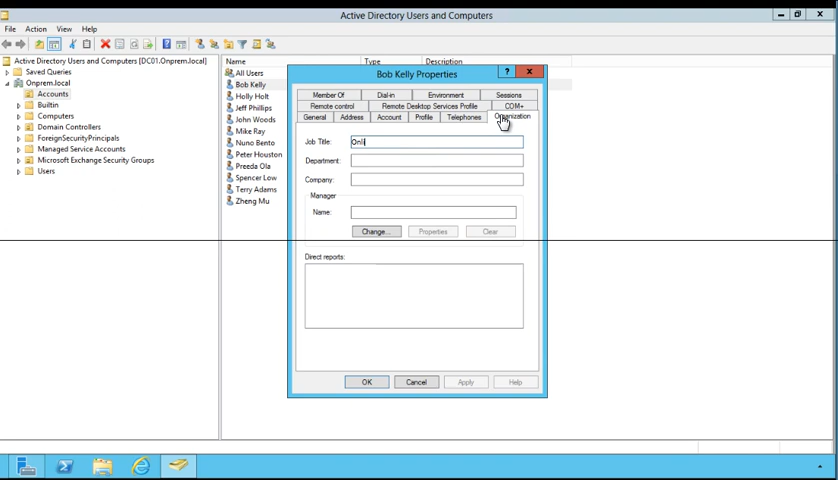 Active Directory Users and Computers
File Action View Help
Active Directory Users and Computers [DC01.Onprem.local]
Saved Queries
Onprem.local
Accounts
Builtin
Computers
Domain Controllers
ForeignSecurityPrincipals
Managed Service Accounts
Microsoft Exchange Security Groups
Users
Name Type Description
All Users
Bob Kelly
Holly Holt
Jeff Phillips
John Woods
Mike Ray
Nuno Bento
Peter Houston
Preeda Ola
Spencer Low
Terry Adams
Zheng Mu
Bob Kelly Properties
?
Member Of Dial-in Environment Sessions
Remote control Remote Desktop Services Profile COM+
General Address Account Profile Telephones Organization
Job Title: Onli
Department:
Company:
Manager
Name:
Change... Properties Clear
Direct reports:
OK Cancel Apply Help